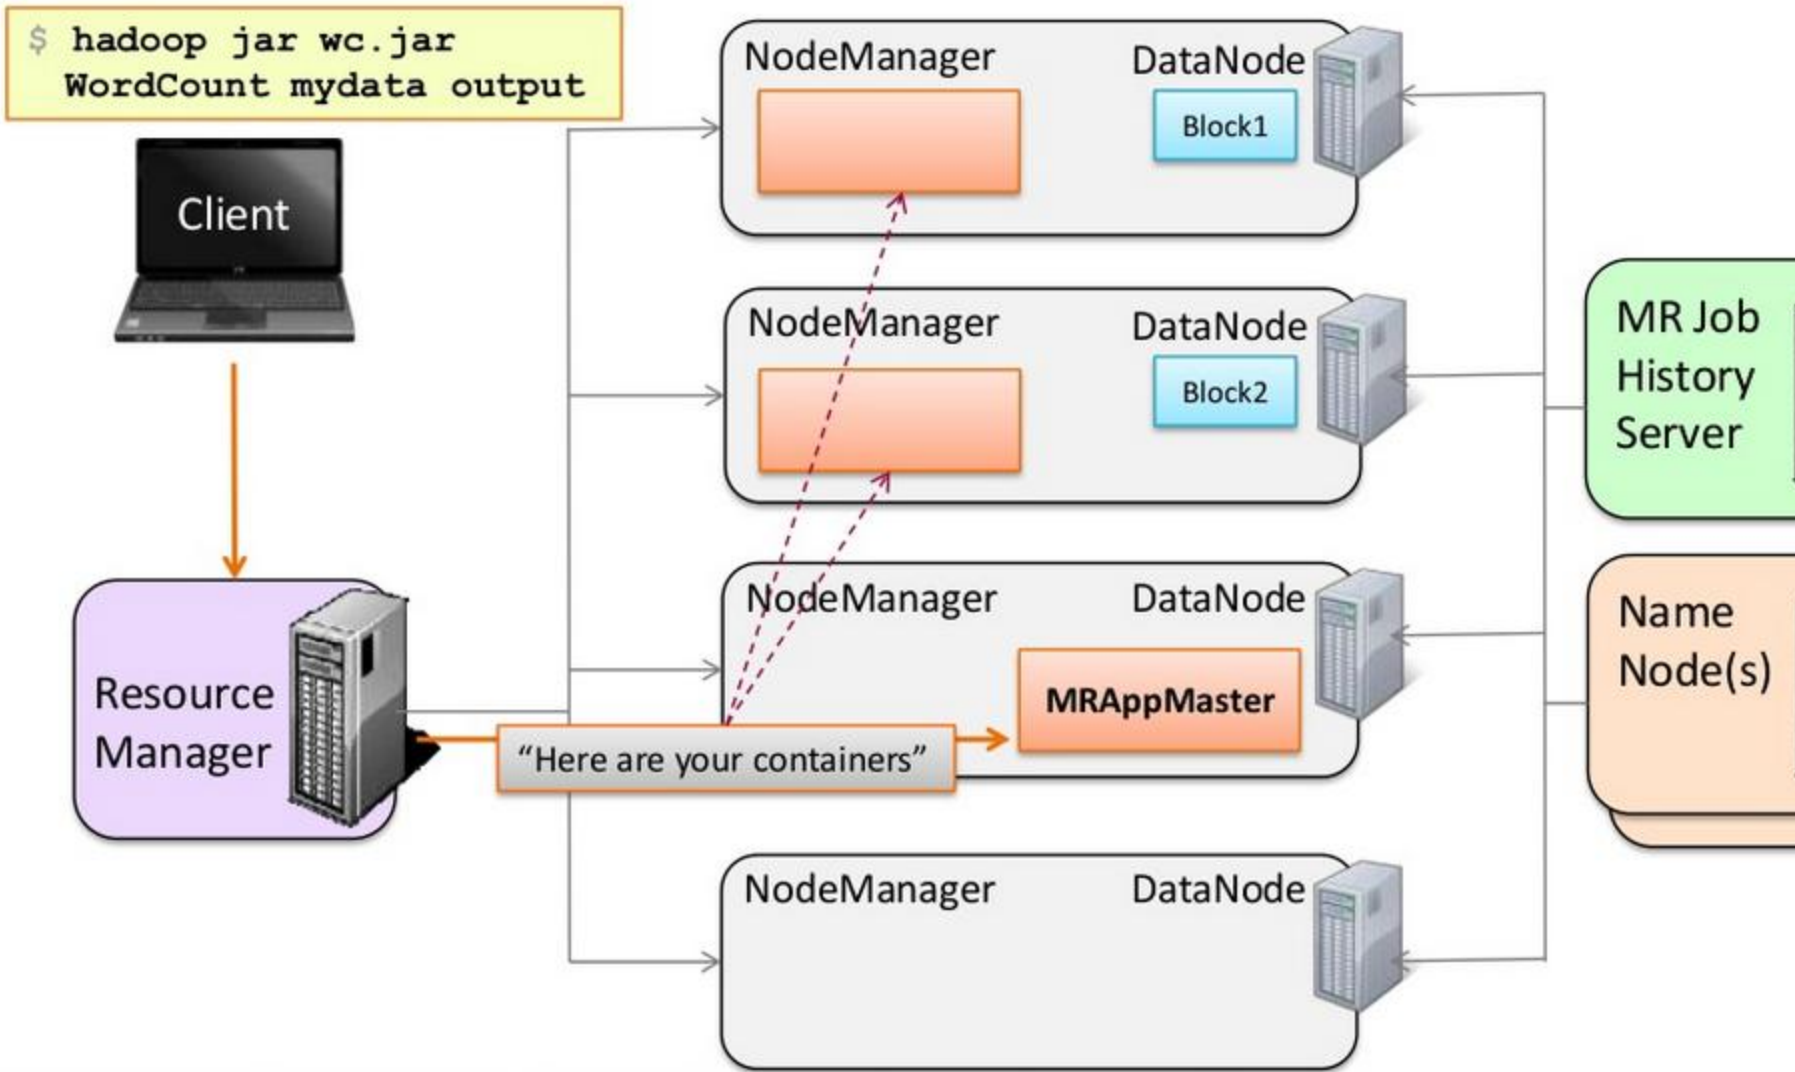 $ hadoop jar wc.jar
WordCount mydata output
Client
Resource
Manager
NodeManager
DataNode
Block1
NodeManager
DataNode
Block2
NodeManager
DataNode
MRAppMaster
“Here are your containers”
NodeManager
DataNode
MR Job
History
Server
Name
Node(s)